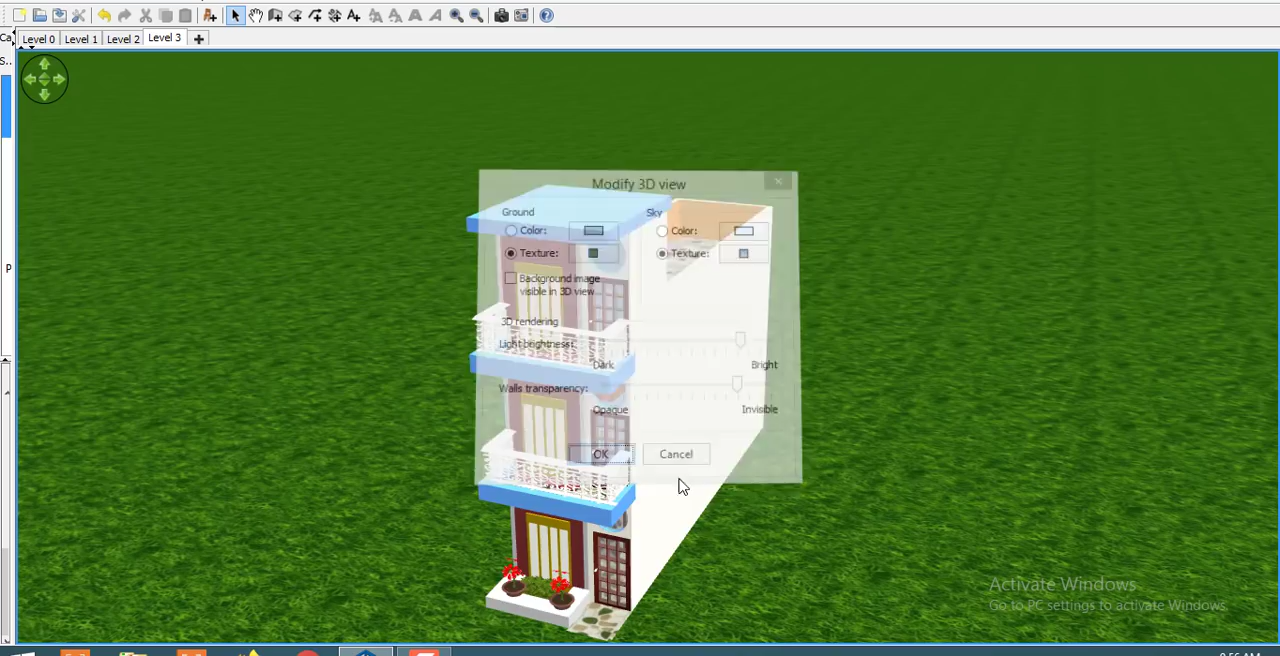 Ca
Level 0 Level 1 Level 2 Level 3
S..
P
Modify 3D view
Ground
Sky
Color:
Color:
Texture:
Texture:
Background image
visible in 3D view
3D rendering
Light brightness:
Dark
Bright
Walls transparency:
Opaque
Invisible
OK
Cancel
Activate Windows
Go to PC settings to activate Windows.